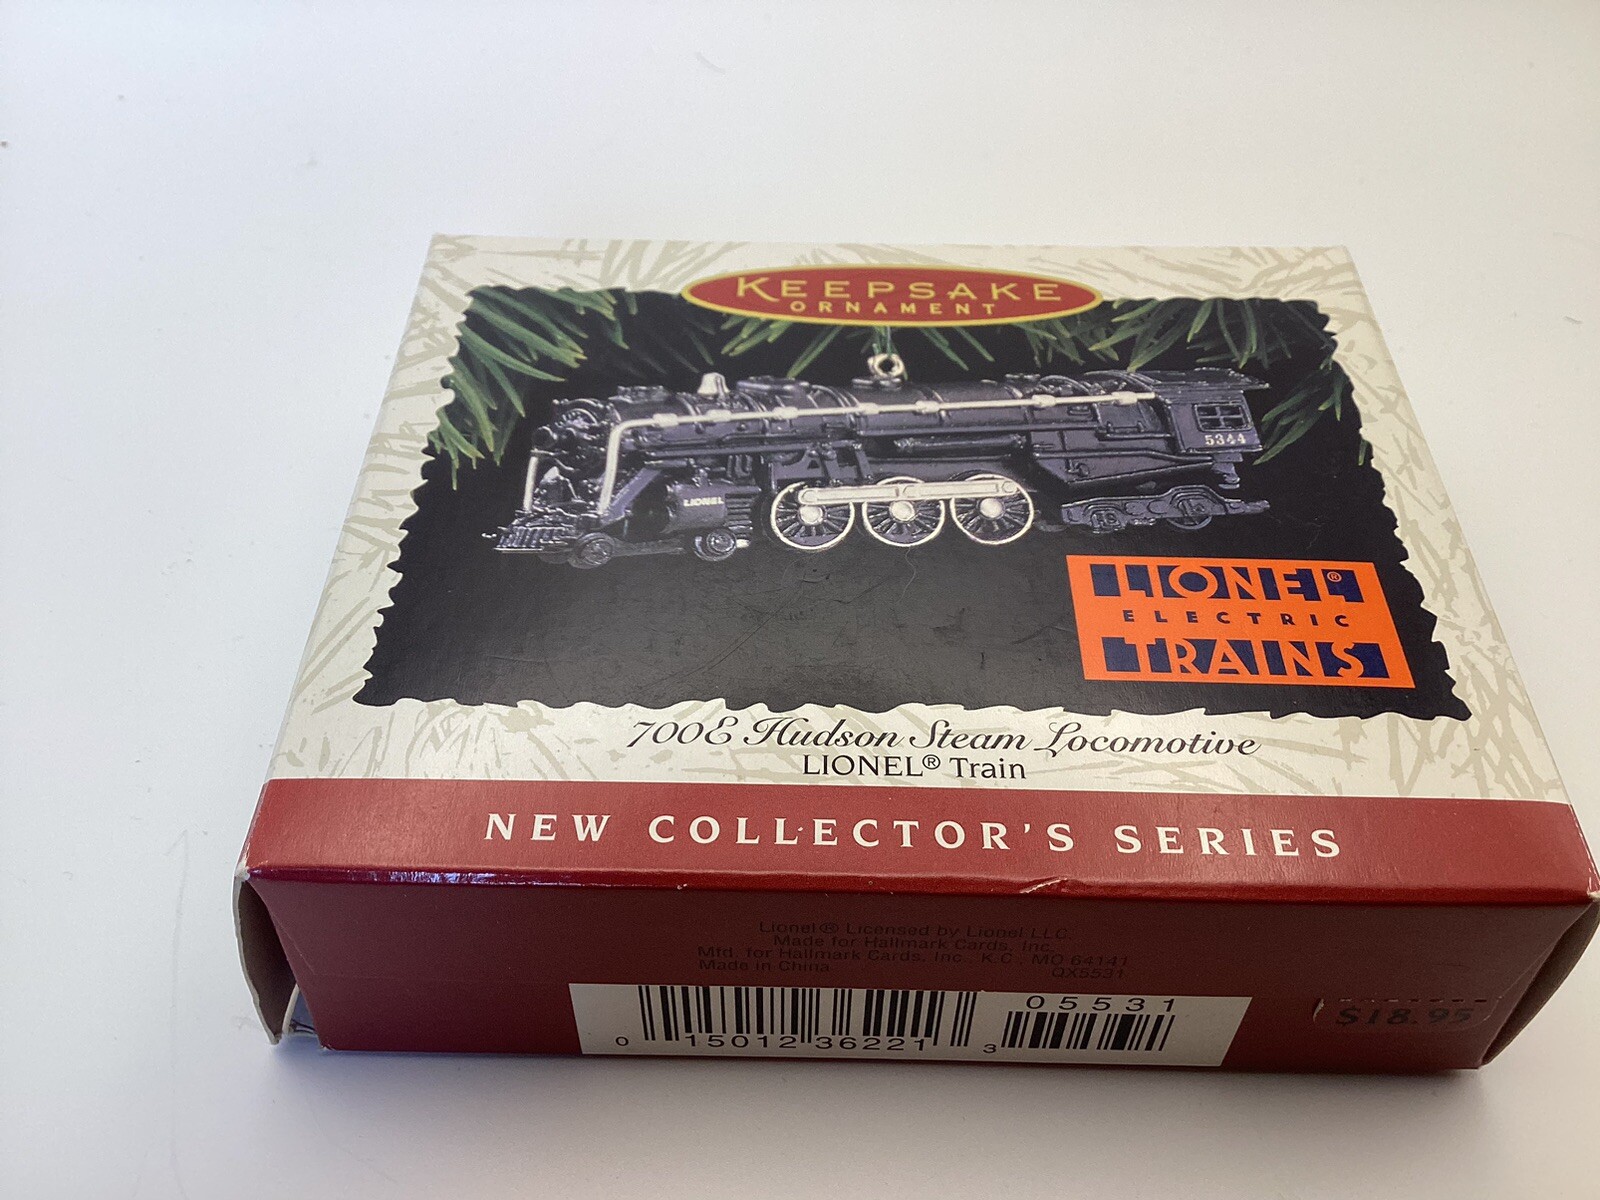 KEEPSAKE
ORNAMENT
5344
LIONEL
LIONEL®
ELECTRIC
TRAINS
700E Hudson Steam Locomotive
LIONEL® Train
NEW COLLECTOR'S SERIES
Lionel® Licensed by Lionel LLC.
Made for Hallmark Cards, Inc.
Mfd. for Hallmark Cards, Inc., K.C., MO 64141
Made in China QX5531
05531
0 15012 36221 3
$18.95